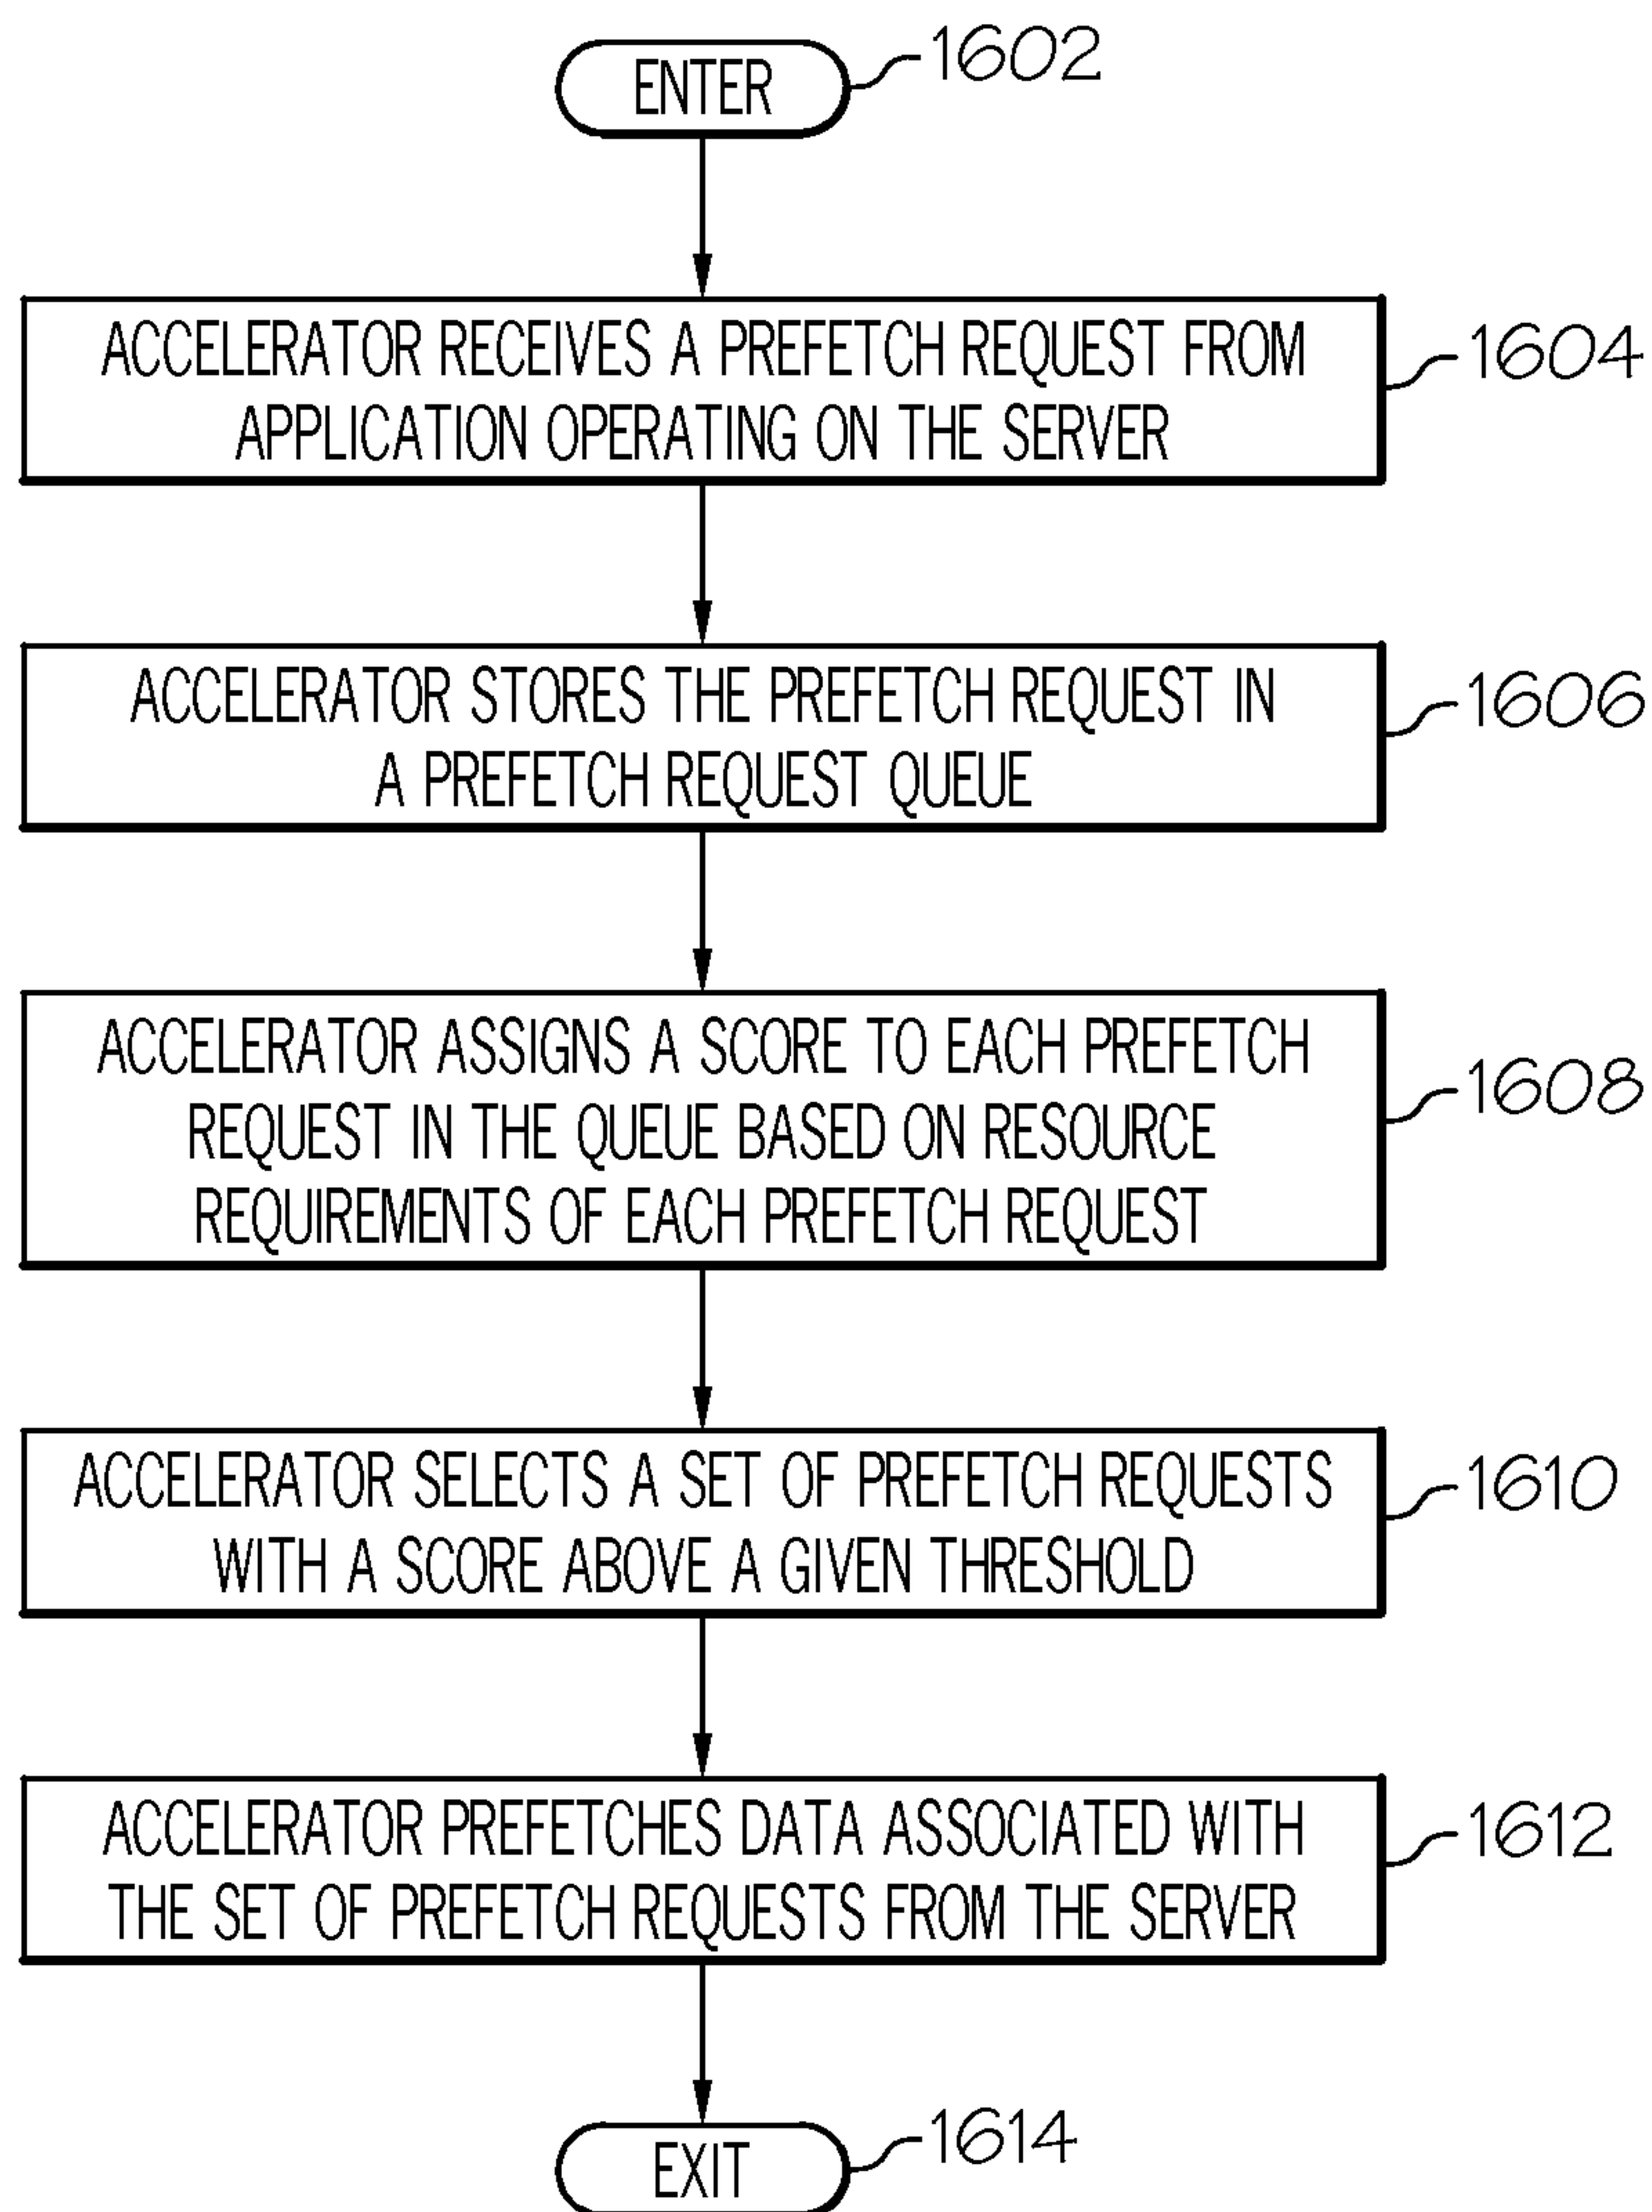 ENTER
1602
ACCELERATOR RECEIVES A PREFETCH REQUEST FROM
APPLICATION OPERATING ON THE SERVER
1604
ACCELERATOR STORES THE PREFETCH REQUEST IN
A PREFETCH REQUEST QUEUE
1606
ACCELERATOR ASSIGNS A SCORE TO EACH PREFETCH
REQUEST IN THE QUEUE BASED ON RESOURCE
REQUIREMENTS OF EACH PREFETCH REQUEST
1608
ACCELERATOR SELECTS A SET OF PREFETCH REQUESTS
WITH A SCORE ABOVE A GIVEN THRESHOLD
1610
ACCELERATOR PREFETCHES DATA ASSOCIATED WITH
THE SET OF PREFETCH REQUESTS FROM THE SERVER
1612
EXIT
1614